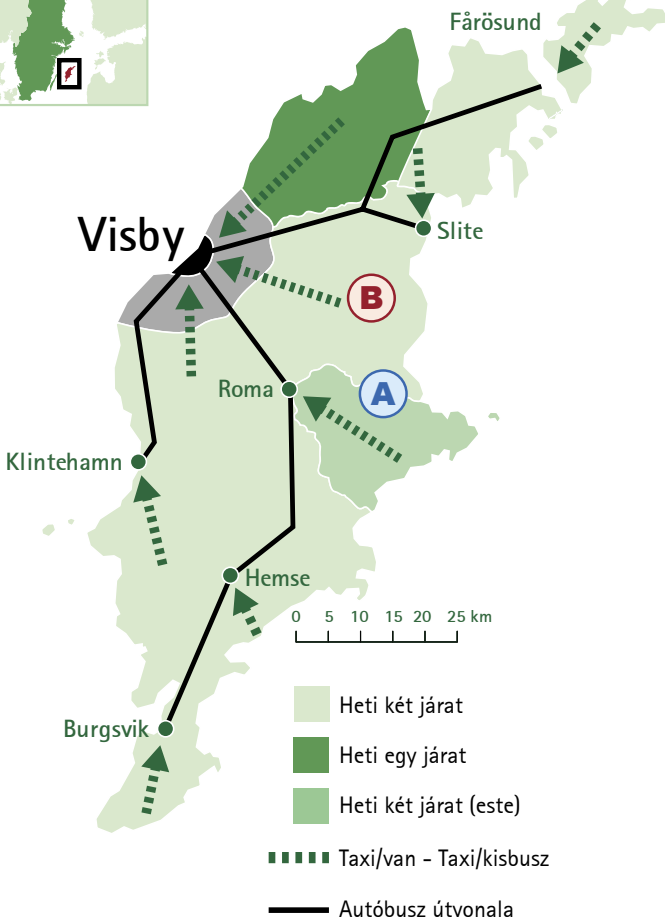 Fårösund
Visby
Slite
B
Roma
A
Klintehamn
Hemse
0 5 10 15 20 25 km
Burgsvik
Heti két járat
Heti egy járat
Heti két járat (este)
Taxi/van - Taxi/kisbusz
Autóbusz útvonala